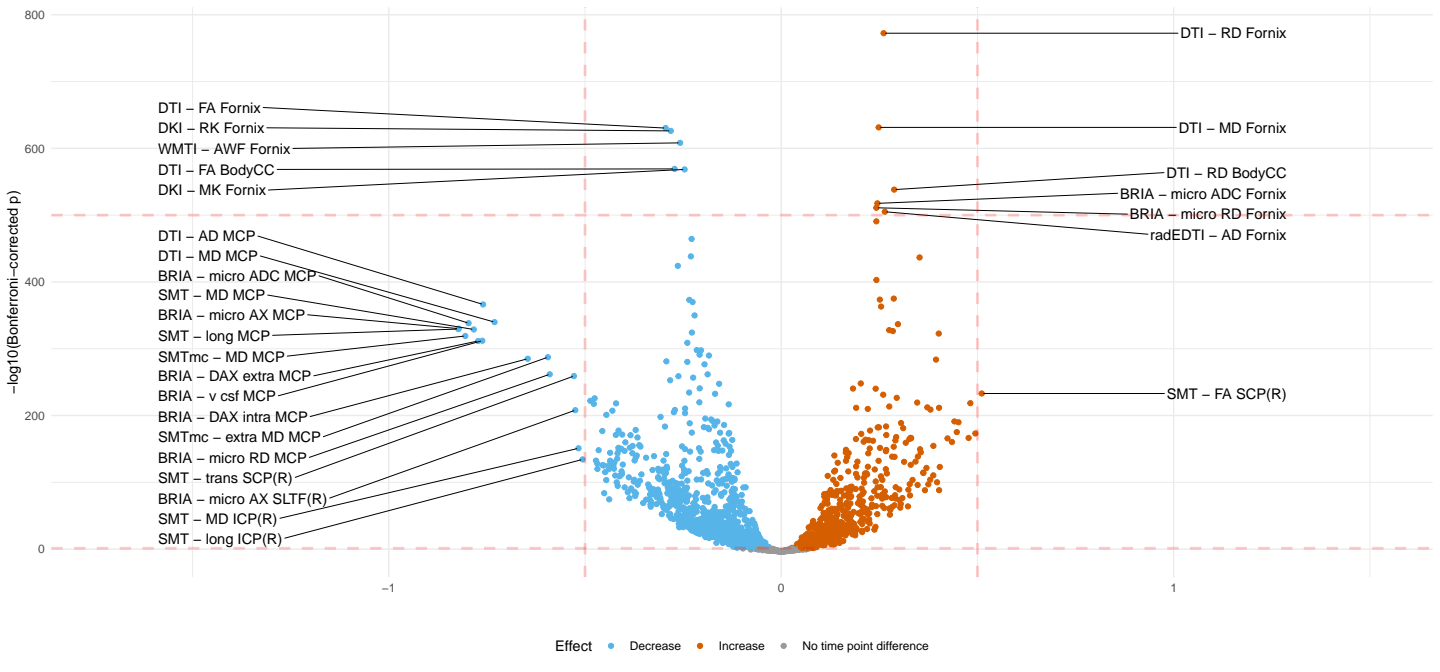 800
600
400
200
0
−log10(Bonferroni−corrected p)
DTI − FA Fornix
DKI − RK Fornix
WMTI − AWF Fornix
DTI − FA BodyCC
DKI − MK Fornix
DTI − AD MCP
DTI − MD MCP
BRIA − micro ADC MCP
SMT − MD MCP
BRIA − micro AX MCP
SMT − long MCP
SMTmc − MD MCP
BRIA − DAX extra MCP
BRIA − v csf MCP
BRIA − DAX intra MCP
SMTmc − extra MD MCP
BRIA − micro RD MCP
SMT − trans SCP(R)
BRIA − micro AX SLTF(R)
SMT − MD ICP(R)
SMT − long ICP(R)
DTI − RD Fornix
DTI − MD Fornix
DTI − RD BodyCC
BRIA − micro ADC Fornix
BRIA − micro RD Fornix
radEDTI − AD Fornix
SMT − FA SCP(R)
−1
0
1
Effect
Decrease
Increase
No time point difference